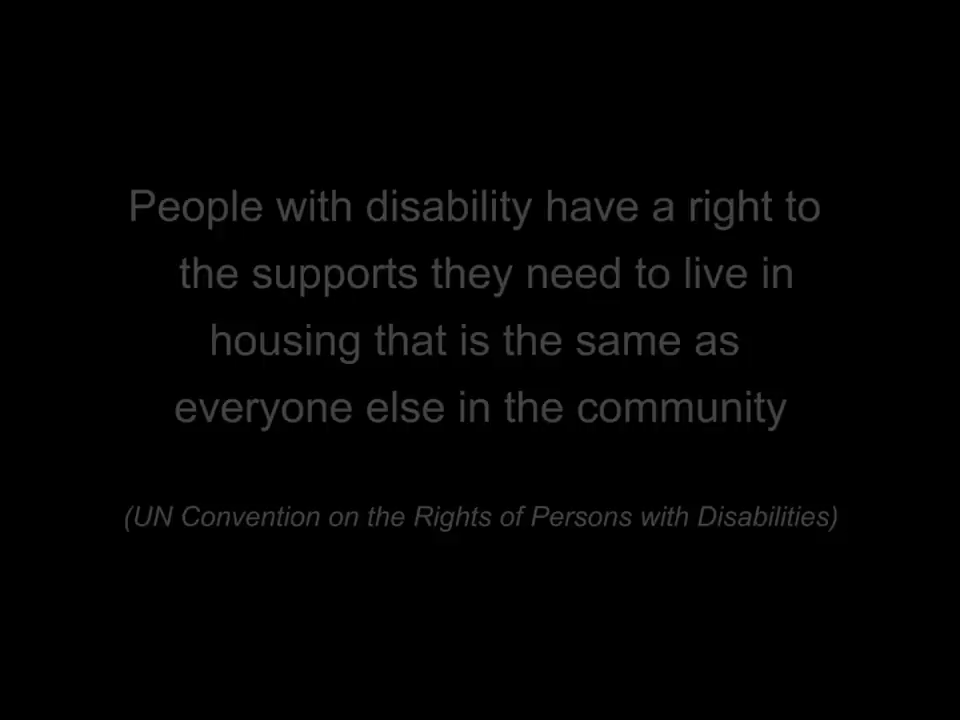 People with disability have a right to
the supports they need to live in
housing that is the same as
everyone else in the community
(UN Convention on the Rights of Persons with Disabilities)